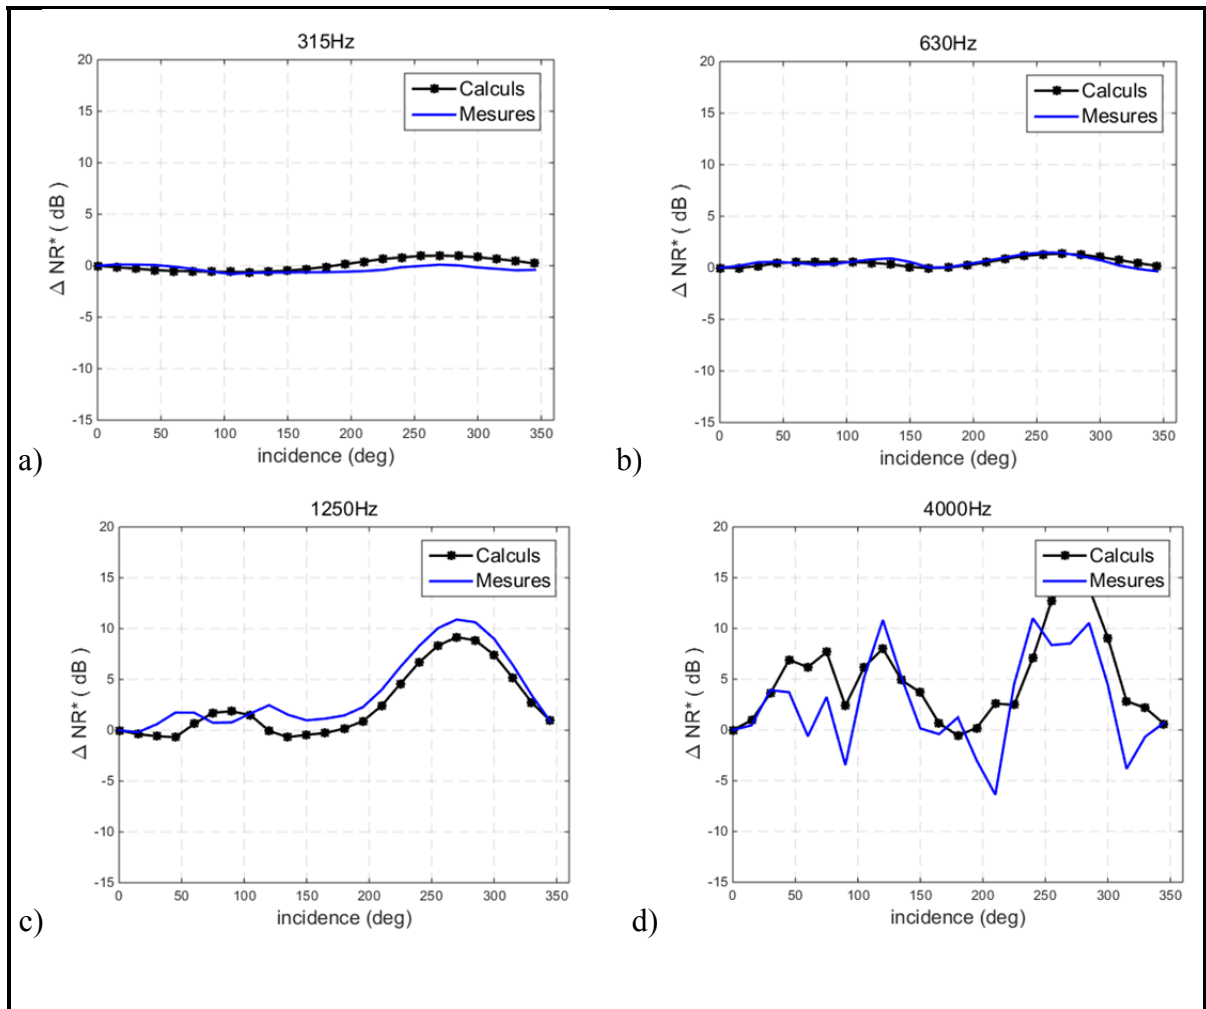 315Hz
20
15
10
5
0
-5
-10
-15
Δ NR* ( dB )
Calculs
Mesures
0 50 100 150 200 250 300 350
incidence (deg)
a)
630Hz
20
15
10
5
0
-5
-10
-15
Δ NR* ( dB )
Calculs
Mesures
0 50 100 150 200 250 300 350
incidence (deg)
b)
1250Hz
20
15
10
5
0
-5
-10
-15
Δ NR* ( dB )
Calculs
Mesures
0 50 100 150 200 250 300 350
incidence (deg)
c)
4000Hz
20
15
10
5
0
-5
-10
-15
Δ NR* ( dB )
Calculs
Mesures
0 50 100 150 200 250 300 350
incidence (deg)
d)